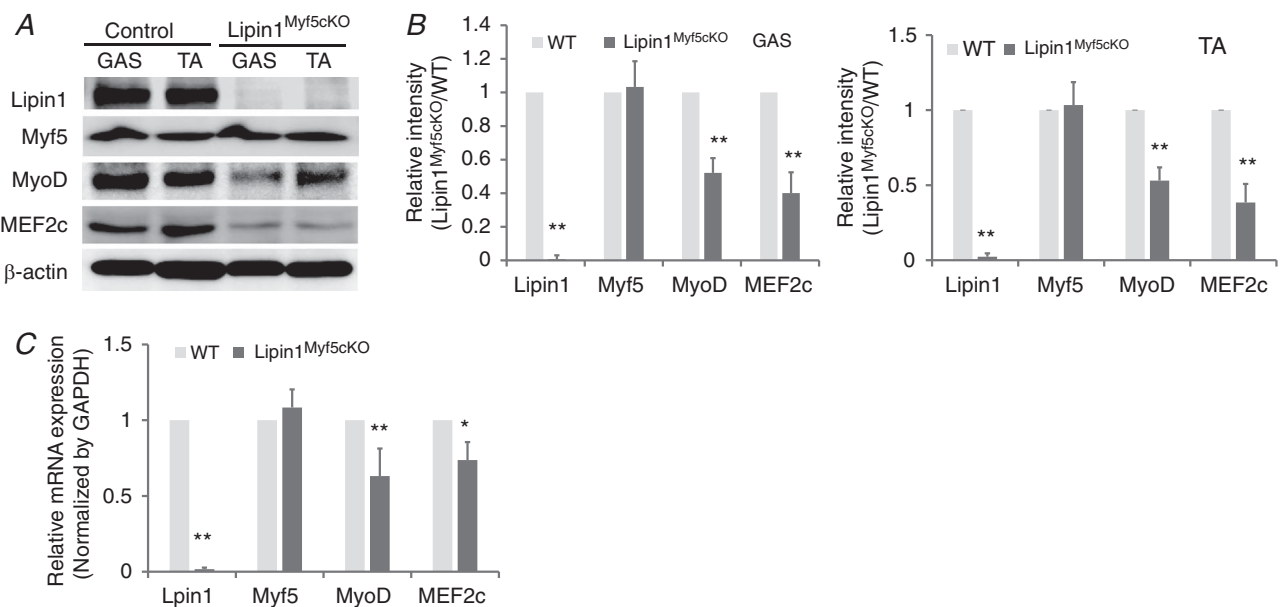 A
Control
Lipin1Myf5cKO
GAS TA GAS TA
Lipin1
Myf5
MyoD
MEF2c
β-actin
B
Relative intensity
(Lipin1Myf5cKO/WT)
1.4
1.2
1
0.8
0.6
0.4
0.2
0
WT Lipin1Myf5cKO GAS
**
**
**
Lipin1 Myf5 MyoD MEF2c
Relative intensity
(Lipin1Myf5cKO/WT)
1.5
1
0.5
0
WT Lipin1Myf5cKO TA
**
**
**
Lipin1 Myf5 MyoD MEF2c
C
Relative mRNA expression
(Normalized by GAPDH)
1.5
1
0.5
0
WT Lipin1Myf5cKO
**
**
*
Lpin1 Myf5 MyoD MEF2c